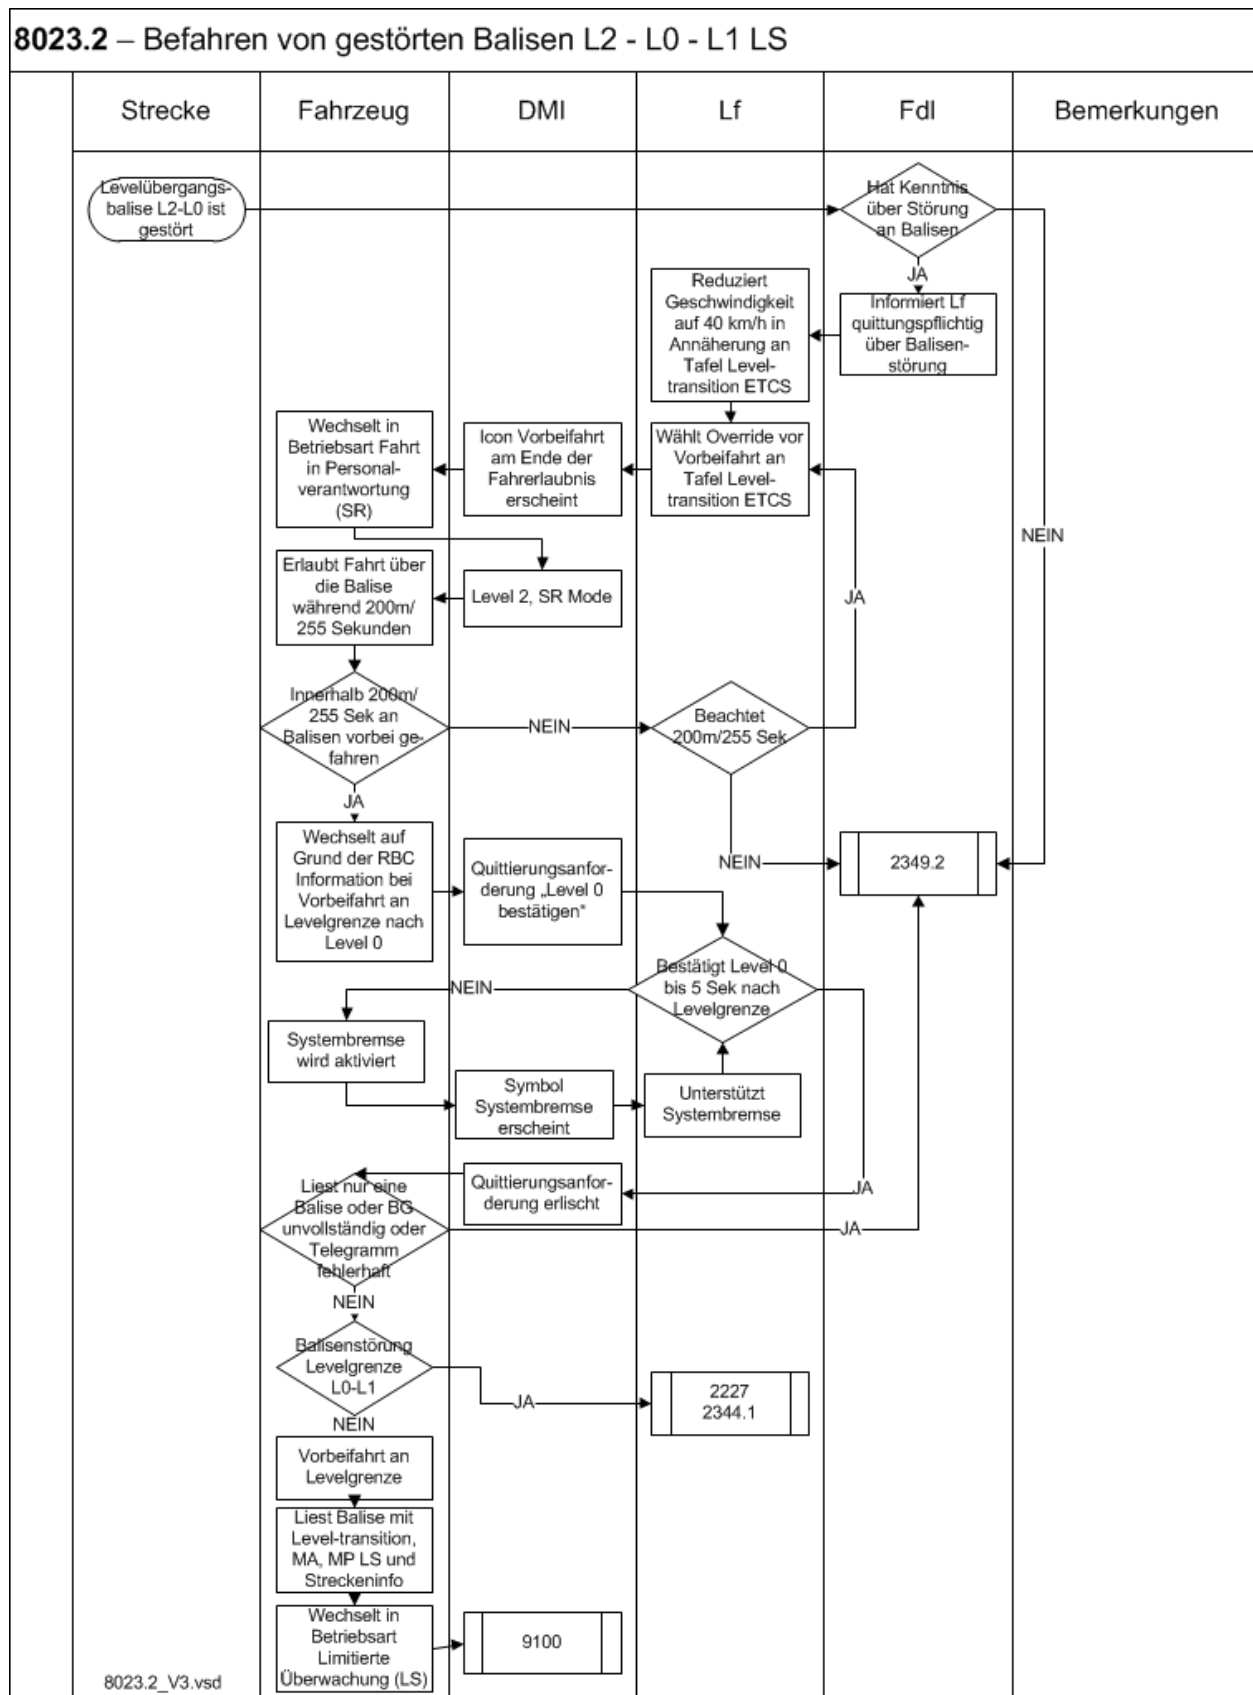 8023.2 – Befahren von gestörten Balisen L2 - L0 - L1 LS
Strecke
Fahrzeug
DMI
Lf
Fdl
Bemerkungen
Levelübergangs-
balise L2-L0 ist
gestört
Hat Kenntnis
über Störung
an Balisen
JA
NEIN
Informiert Lf
quittungspflichtig
über Balisen-
störung
Reduziert
Geschwindigkeit
auf 40 km/h in
Annäherung an
Tafel Level-
transition ETCS
Wählt Override vor
Vorbeifahrt an
Tafel Level-
transition ETCS
Icon Vorbeifahrt
am Ende der
Fahrerlaubnis
erscheint
Wechselt in
Betriebsart Fahrt
in Personal-
verantwortung
(SR)
Level 2, SR Mode
Erlaubt Fahrt über
die Balise
während 200m/
255 Sekunden
Innerhalb 200m/
255 Sek an
Balisen vorbei ge-
fahren
NEIN
Beachtet
200m/255 Sek
JA
NEIN
2349.2
JA
Wechselt auf
Grund der RBC
Information bei
Vorbeifahrt an
Levelgrenze nach
Level 0
Quittierungsanfor-
derung „Level 0
bestätigen“
Bestätigt Level 0
bis 5 Sek nach
Levelgrenze
NEIN
Systembremse
wird aktiviert
Symbol
Systembremse
erscheint
Unterstützt
Systembremse
JA
Quittierungsanfor-
derung erlischt
Liest nur eine
Balise oder BG
unvollständig oder
Telegramm
fehlerhaft
JA
NEIN
Balisenstörung
Levelgrenze
L0-L1
JA
2227
2344.1
NEIN
Vorbeifahrt an
Levelgrenze
Liest Balise mit
Level-transition,
MA, MP LS und
Streckeninfo
Wechselt in
Betriebsart
Limitierte
Überwachung (LS)
9100
8023.2_V3.vsd